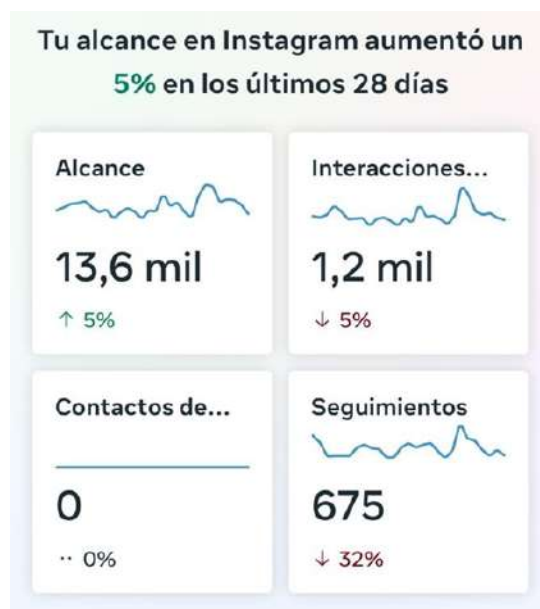 Tu alcance en Instagram aumentó un
5% en los últimos 28 días
Alcance
13,6 mil
↑ 5%
Interacciones...
1,2 mil
↓ 5%
Contactos de...
0
·· 0%
Seguimientos
675
↓ 32%